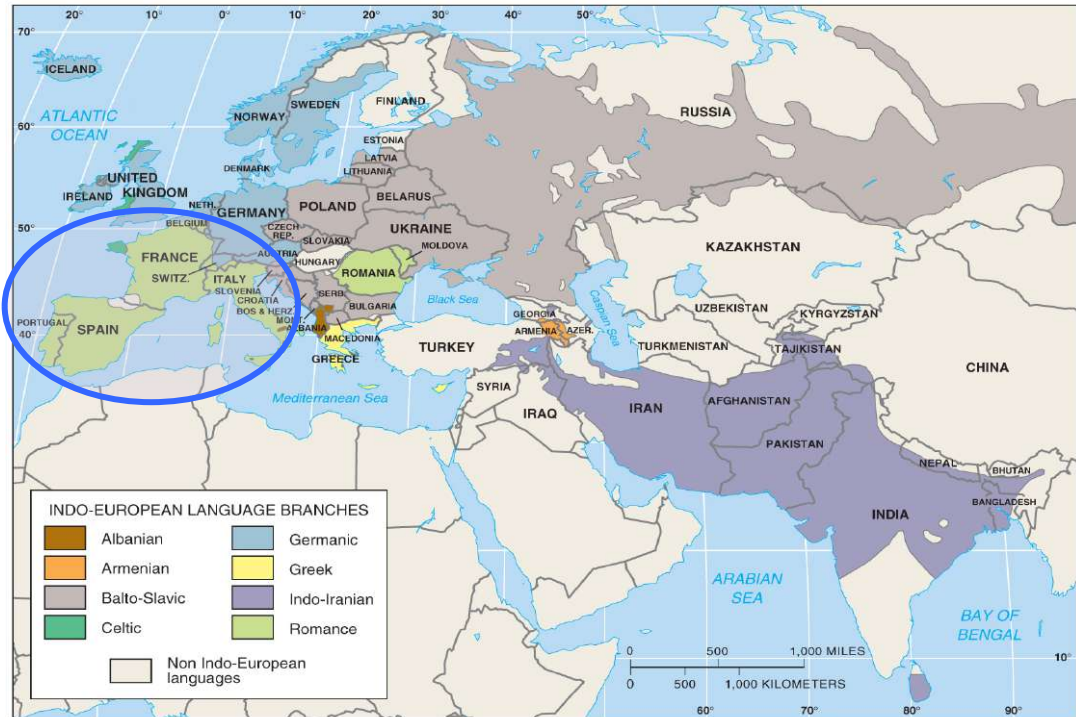 20°
10°
0°
10°
20°
30°
40°
50°
70°
ICELAND
ATLANTIC
OCEAN
60°
NORWAY
SWEDEN
FINLAND
RUSSIA
ESTONIA
LATVIA
LITHUANIA
DENMARK
UNITED
KINGDOM
IRELAND
NETH.
BELGIUM
GERMANY
POLAND
BELARUS
50°
CZECH
REP.
SLOVAKIA
UKRAINE
MOLDOVA
KAZAKHSTAN
FRANCE
SWITZ.
AUSTRIA
HUNGARY
ROMANIA
ITALY
SLOVENIA
CROATIA
BOS & HERZ.
SERB.
MONT.
BULGARIA
Black Sea
Caspian Sea
PORTUGAL
SPAIN
40°
ALBANIA
MACEDONIA
GREECE
GEORGIA
ARMENIA
AZER.
UZBEKISTAN
KYRGYZSTAN
TURKMENISTAN
TAJIKISTAN
CHINA
TURKEY
Mediterranean Sea
SYRIA
IRAQ
IRAN
AFGHANISTAN
PAKISTAN
NEPAL
BHUTAN
BANGLADESH
INDIA
ARABIAN
SEA
BAY OF
BENGAL
INDO-EUROPEAN LANGUAGE BRANCHES
Albanian
Armenian
Balto-Slavic
Celtic
Germanic
Greek
Indo-Iranian
Romance
Non Indo-European
languages
0
500
1,000 MILES
0
500
1,000 KILOMETERS
10°
60°
70°
80°
90°